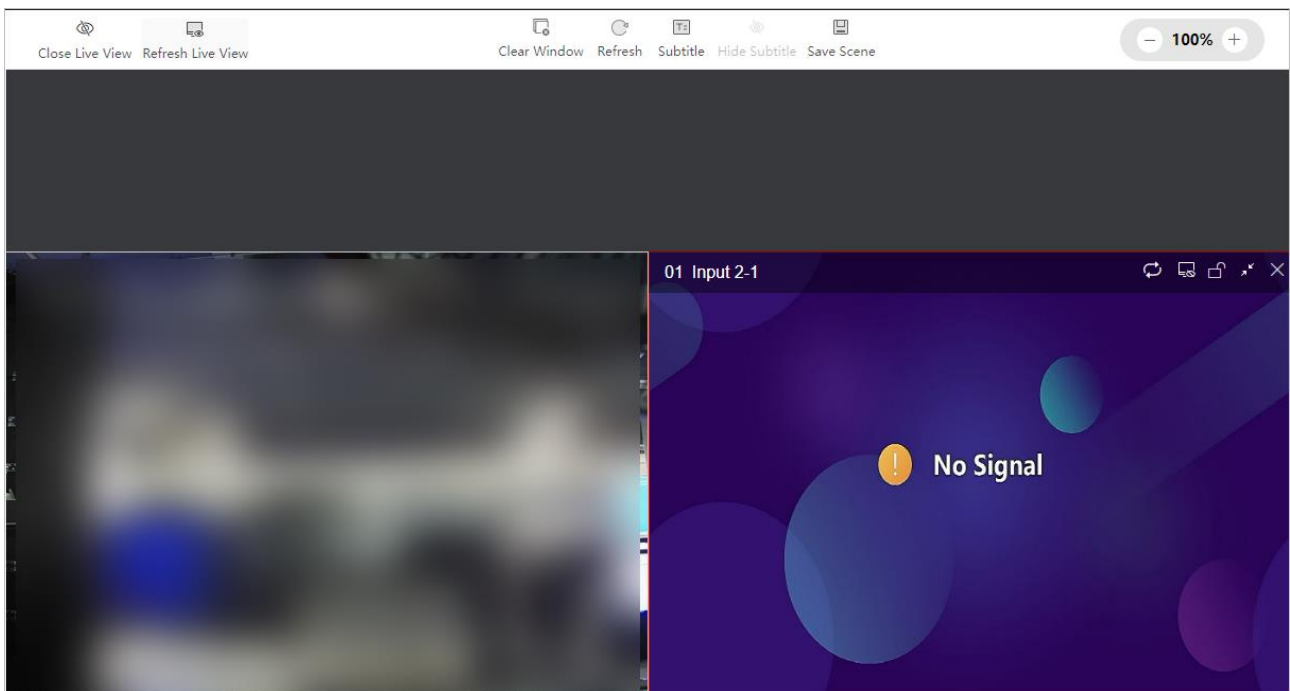 Close Live View Refresh Live View Clear Window Refresh Subtitle Hide Subtitle Save Scene 100%
01 Input 2-1
No Signal